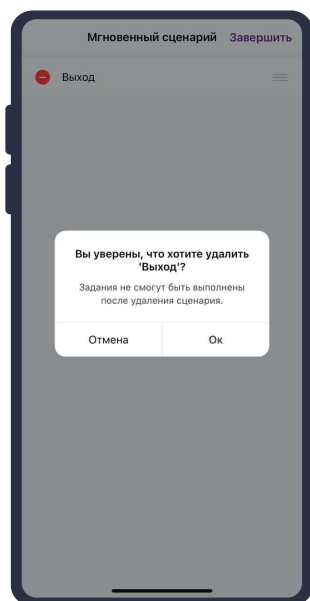 Мгновенный сценарий Завершить
Выход
Вы уверены, что хотите удалить
'Выход'?
Задания не смогут быть выполнены
после удаления сценария.
Отмена Ок